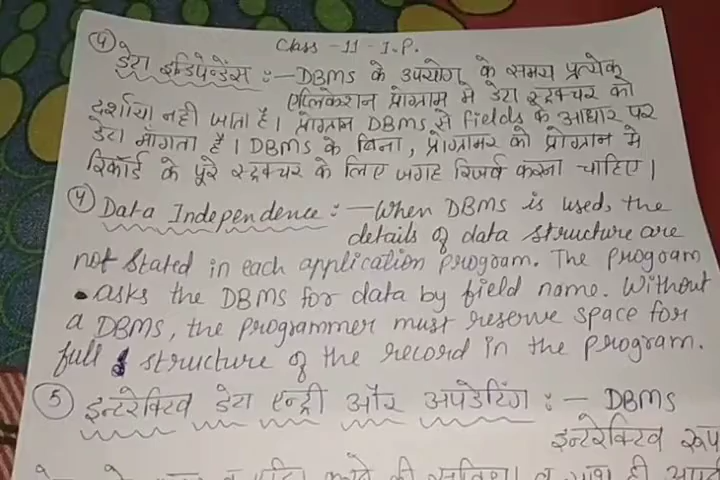 Class - 11 - I.P.
④ डेटा इंडिपेन्डेंस :— DBMS के उपयोग के समय प्रत्येक
एप्लिकेशन प्रोग्राम में डेटा स्ट्रक्चर को
दर्शाया नही जाता है। प्रोग्राम DBMS से fields के आधार पर
डेटा माँगता है। DBMS के बिना, प्रोग्रामर को प्रोग्राम मे
रिकॉर्ड के पूरे स्ट्रक्चर के लिए जगह रिजर्व करना चाहिए।
④ Data Independence :— When DBMS is used, the
details of data structure are
not stated in each application program. The program
asks the DBMS for data by field name. Without
a DBMS, the programmer must reserve space for
full structure of the record in the program.
⑤ इन्टरेक्टिव डेटा एन्ट्री और अपडेटिंग :— DBMS
इन्टरेक्टिव रूप